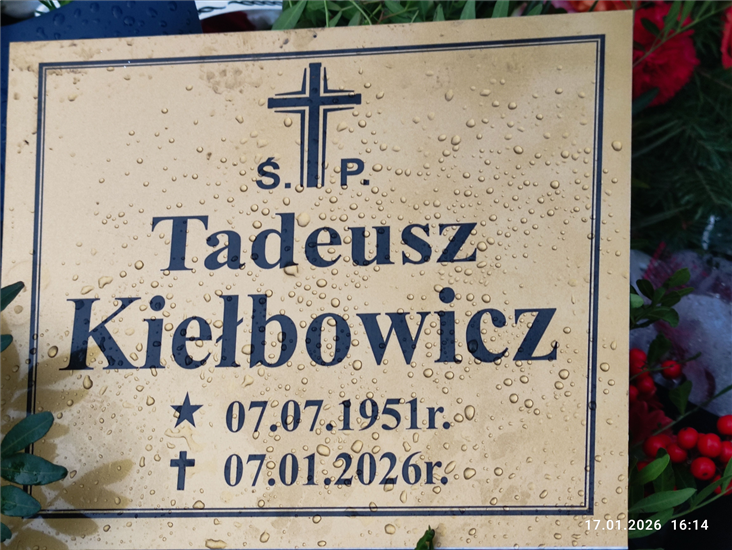 Ś. P.
Tadeusz
Kiełbowicz
★ 07.07.1951r.
✝ 07.01.2026r.
17.01.2026 16:14